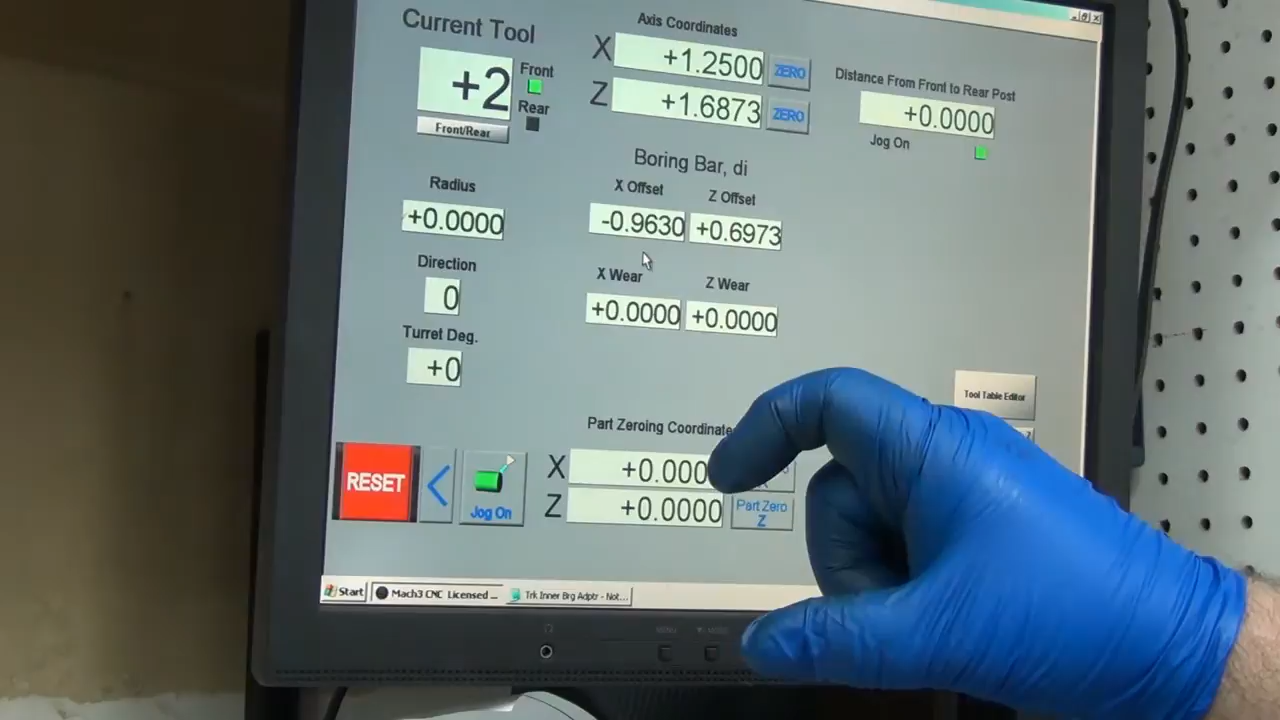 Current Tool
+2
Front
Rear
Front/Rear
Axis Coordinates
X +1.2500 ZERO
Z +1.6873 ZERO
Distance From Front to Rear Post
+0.0000
Jog On
Boring Bar, di
Radius
+0.0000
X Offset Z Offset
-0.9630 +0.6973
Direction
0
X Wear Z Wear
+0.0000 +0.0000
Turret Deg.
+0
Tool Table Editor
Part Zeroing Coordinate
X +0.000
Z +0.0000
Part Zero
Z
RESET
<
Jog On
Start
Mach3 CNC Licensed ...
Trk Inner Brg Adptr - Not...
MENU